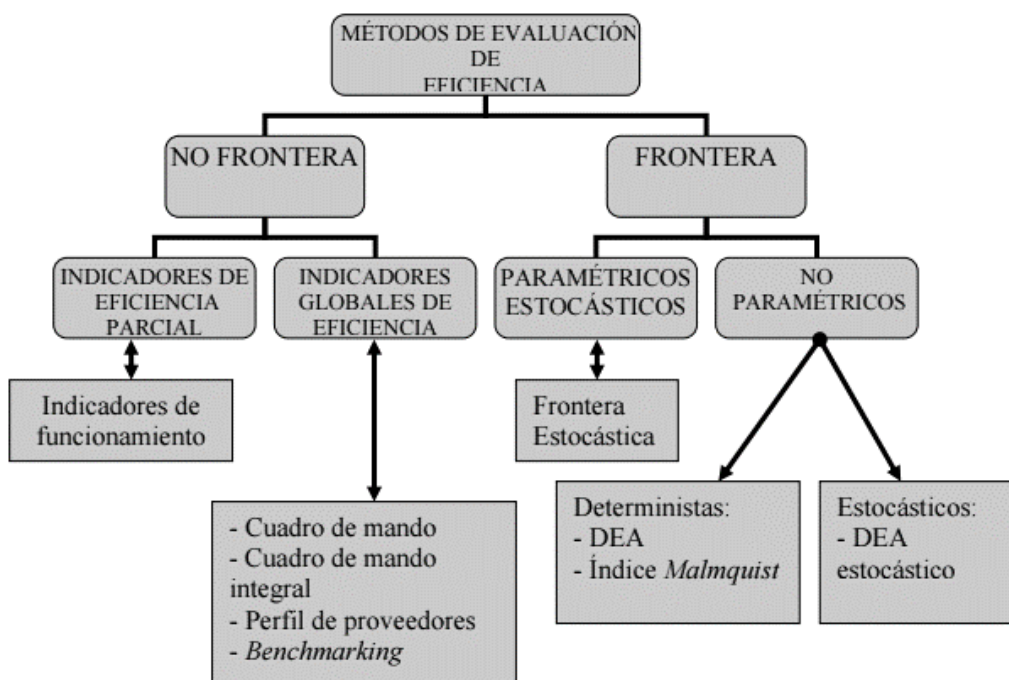 MÉTODOS DE EVALUACIÓN
DE
EFICIENCIA
NO FRONTERA
FRONTERA
INDICADORES DE
EFICIENCIA
PARCIAL
INDICADORES
GLOBALES DE
EFICIENCIA
PARAMÉTRICOS
ESTOCÁSTICOS
NO
PARAMÉTRICOS
Indicadores de
funcionamiento
Frontera
Estocástica
- Cuadro de mando
- Cuadro de mando
integral
- Perfil de proveedores
- Benchmarking
Deterministas:
- DEA
- Índice Malmquist
Estocásticos:
- DEA
estocástico